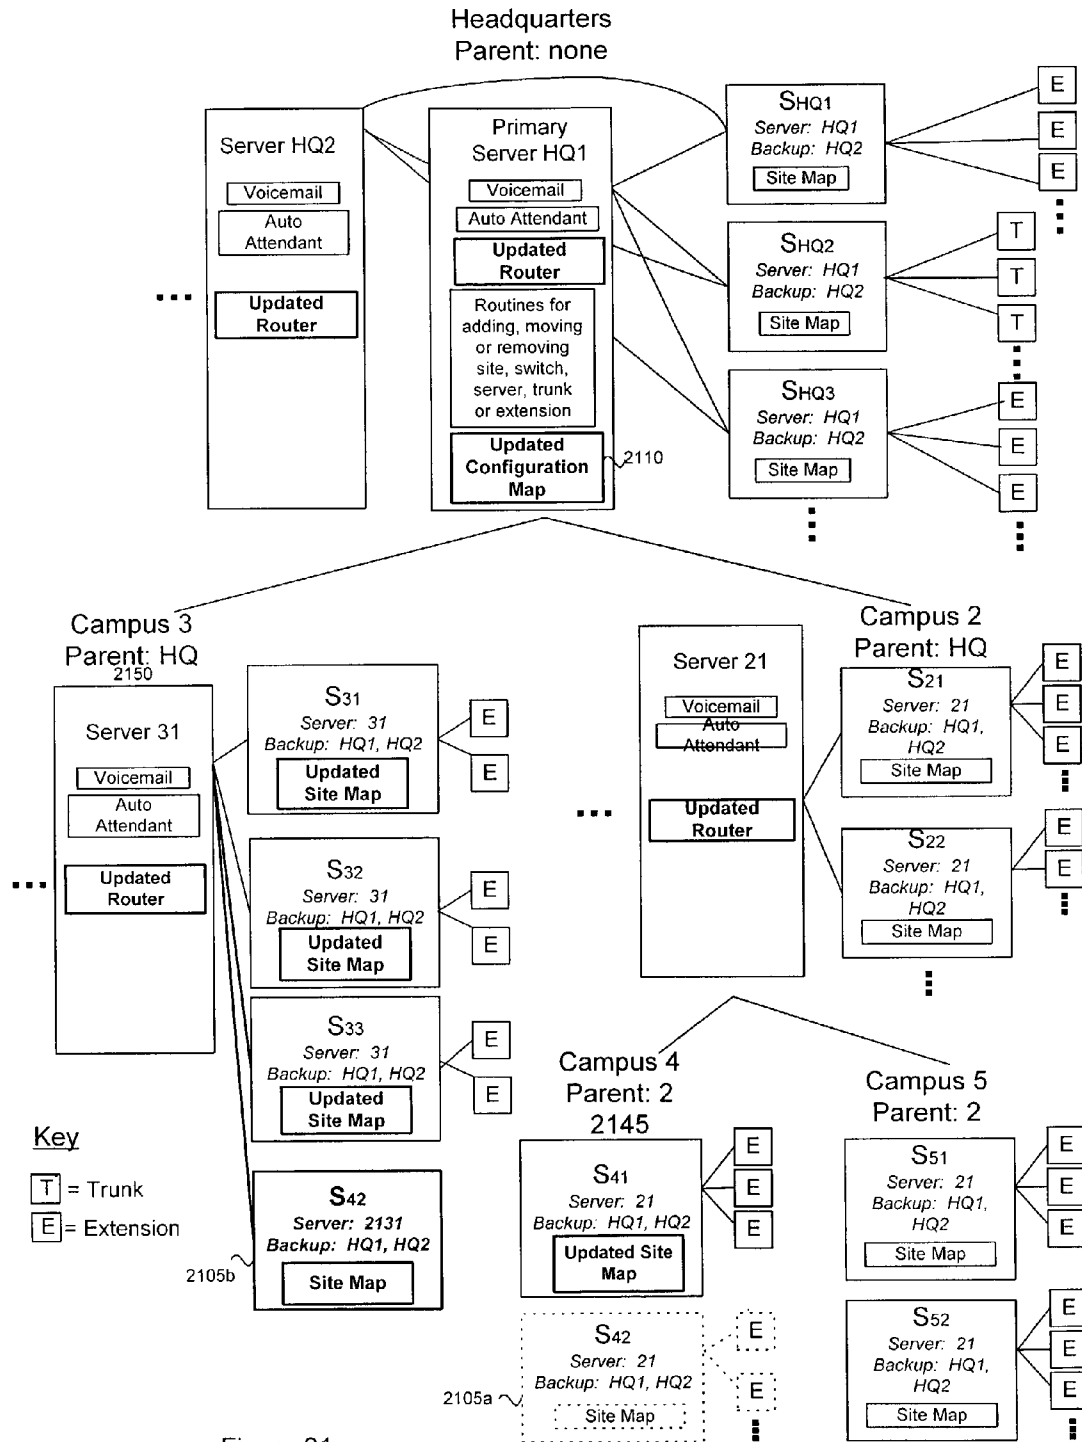 Headquarters
Parent: none
Server HQ2
Voicemail
Auto
Attendant
Updated
Router
Primary
Server HQ1
Voicemail
Auto Attendant
Updated
Router
Routines for
adding, moving
or removing
site, switch,
server, trunk
or extension
Updated
Configuration
Map
2110
SHQ1
Server: HQ1
Backup: HQ2
Site Map
E
E
E
SHQ2
Server: HQ1
Backup: HQ2
Site Map
T
T
T
SHQ3
Server: HQ1
Backup: HQ2
Site Map
E
E
E
Campus 3
Parent: HQ
2150
Server 31
Voicemail
Auto
Attendant
Updated
Router
S31
Server: 31
Backup: HQ1, HQ2
Updated
Site Map
E
E
S32
Server: 31
Backup: HQ1, HQ2
Updated
Site Map
E
E
S33
Server: 31
Backup: HQ1, HQ2
Updated
Site Map
E
E
S42
Server: 2131
Backup: HQ1, HQ2
Site Map
2105b
Key
T = Trunk
E = Extension
Campus 2
Parent: HQ
Server 21
Voicemail
Auto
Attendant
Updated
Router
S21
Server: 21
Backup: HQ1,
HQ2
Site Map
E
E
E
S22
Server: 21
Backup: HQ1,
HQ2
Site Map
E
E
Campus 4
Parent: 2
2145
S41
Server: 21
Backup: HQ1, HQ2
Updated Site
Map
E
E
E
S42
Server: 21
Backup: HQ1, HQ2
Site Map
2105a
E
E
Campus 5
Parent: 2
S51
Server: 21
Backup: HQ1,
HQ2
Site Map
E
E
E
S52
Server: 21
Backup: HQ1,
HQ2
Site Map
E
E
E